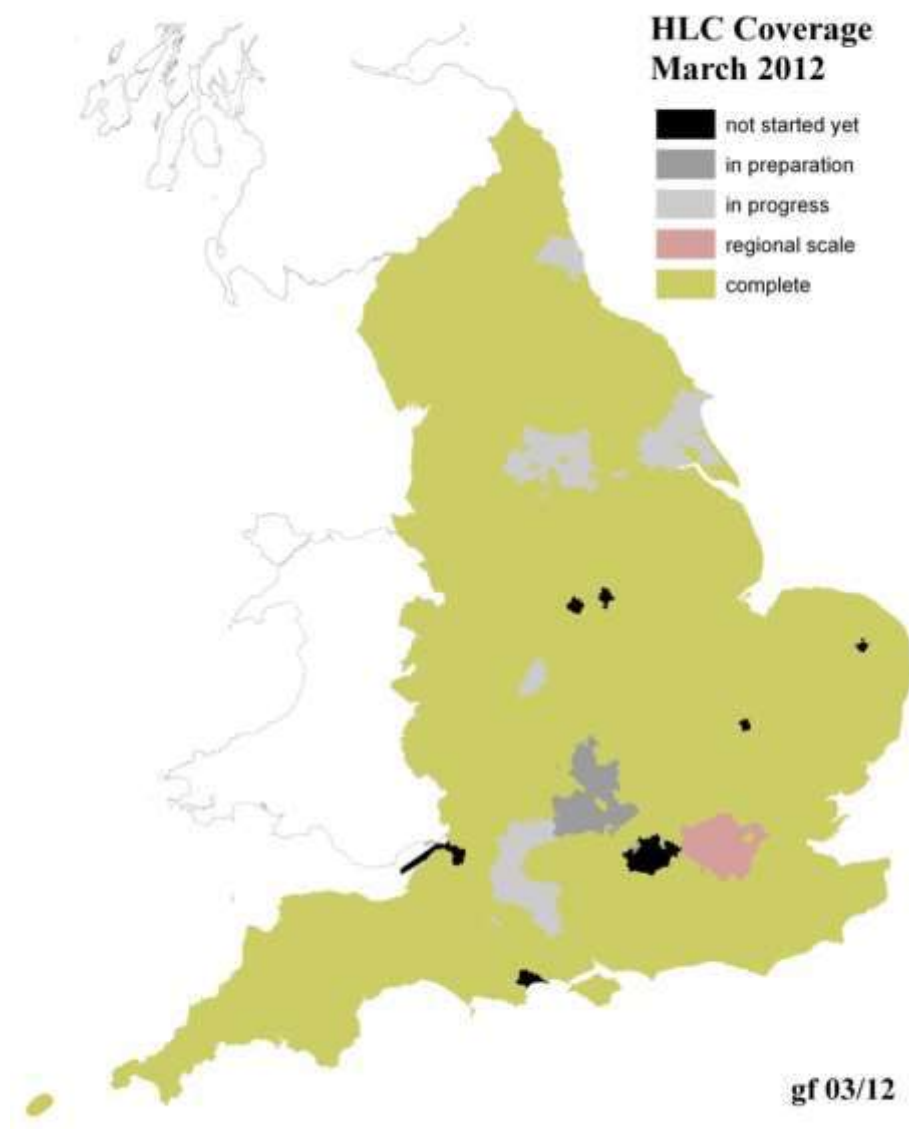 HLC Coverage
March 2012
not started yet
in preparation
in progress
regional scale
complete
gf 03/12